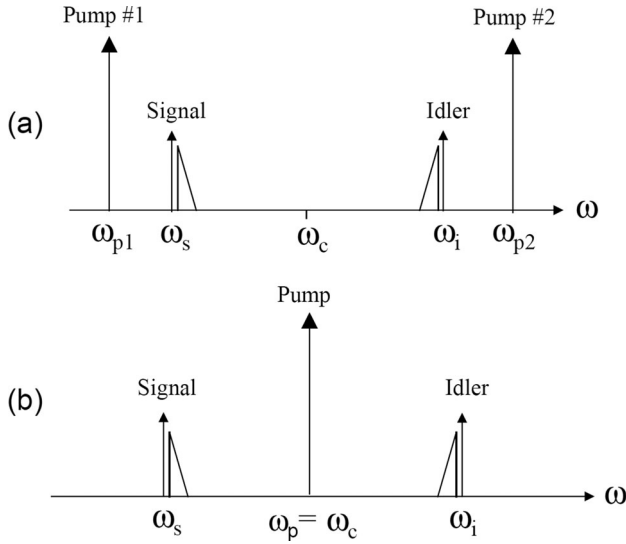 Pump #1
Pump #2
(a)
Signal
Idler
ω
ωp1
ωs
ωc
ωi
ωp2
Pump
(b)
Signal
Idler
ω
ωs
ωp = ωc
ωi